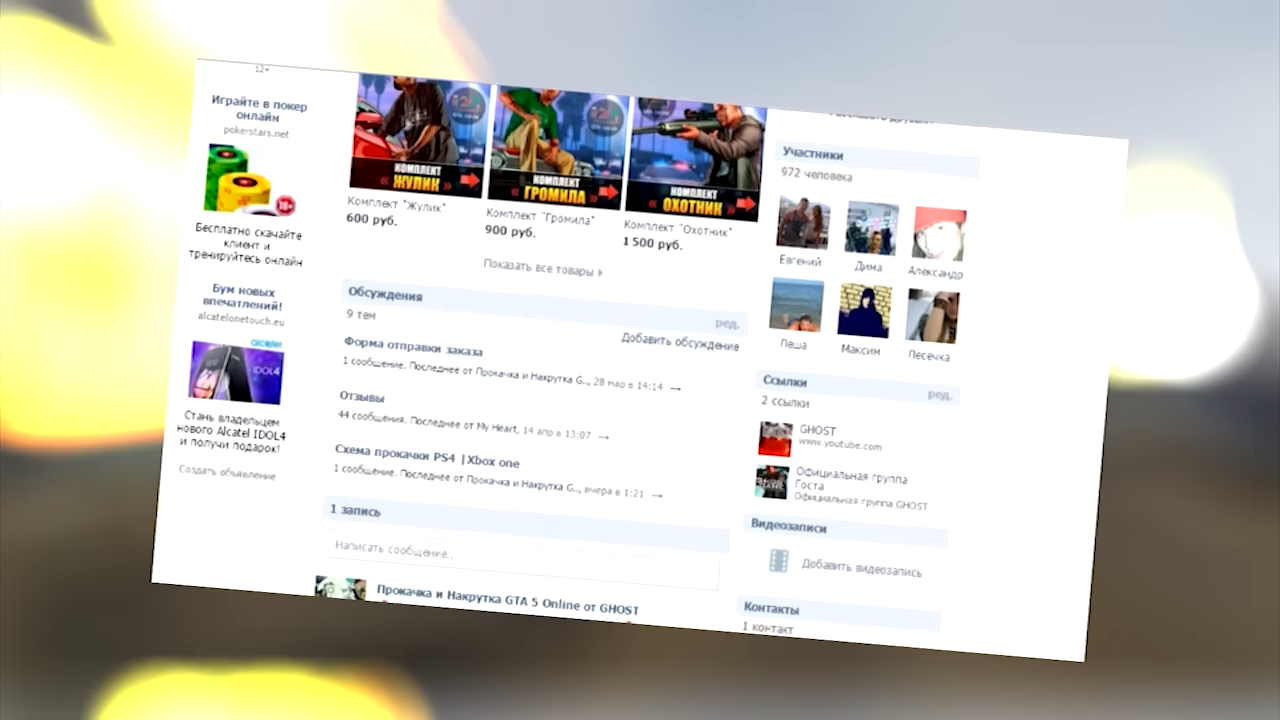 12+
Играйте в покер
онлайн
pokerstars.net
18+
Бесплатно скачайте
клиент и
тренируйтесь онлайн
Бум новых
впечатлений!
alcatelonetouch.eu
alcatel
IDOL4
Стань владельцем
нового Alcatel IDOL4
и получи подарок!
Создать объявление
КОМПЛЕКТ
ЖУЛИК
КОМПЛЕКТ
ГРОМИЛА
КОМПЛЕКТ
ОХОТНИК
Комплект "Жулик"
600 руб.
Комплект "Громила"
900 руб.
Комплект "Охотник"
1 500 руб.
Показать все товары
Обсуждения
9 тем
ред.
Добавить обсуждение
Форма отправки заказа
1 сообщение. Последнее от Прокачка и Накрутка G.., 28 мар в 14:14 →
Отзывы
44 сообщения. Последнее от My Heart, 14 апр в 13:07 →
Схема прокачки PS4 |Xbox one
1 сообщение. Последнее от Прокачка и Накрутка G.., вчера в 1:21 →
1 запись
Написать сообщение..
Прокачка и Накрутка GTA 5 Online от GHOST
Участники
972 человека
Евгений
Дима
Александр
Леша
Максим
Лесечка
Ссылки
ред.
2 ссылки
GHOST
www.youtube.com
Официальная группа
Госта
Официальная группа GHOST
Видеозаписи
Добавить видеозапись
Контакты
1 контакт